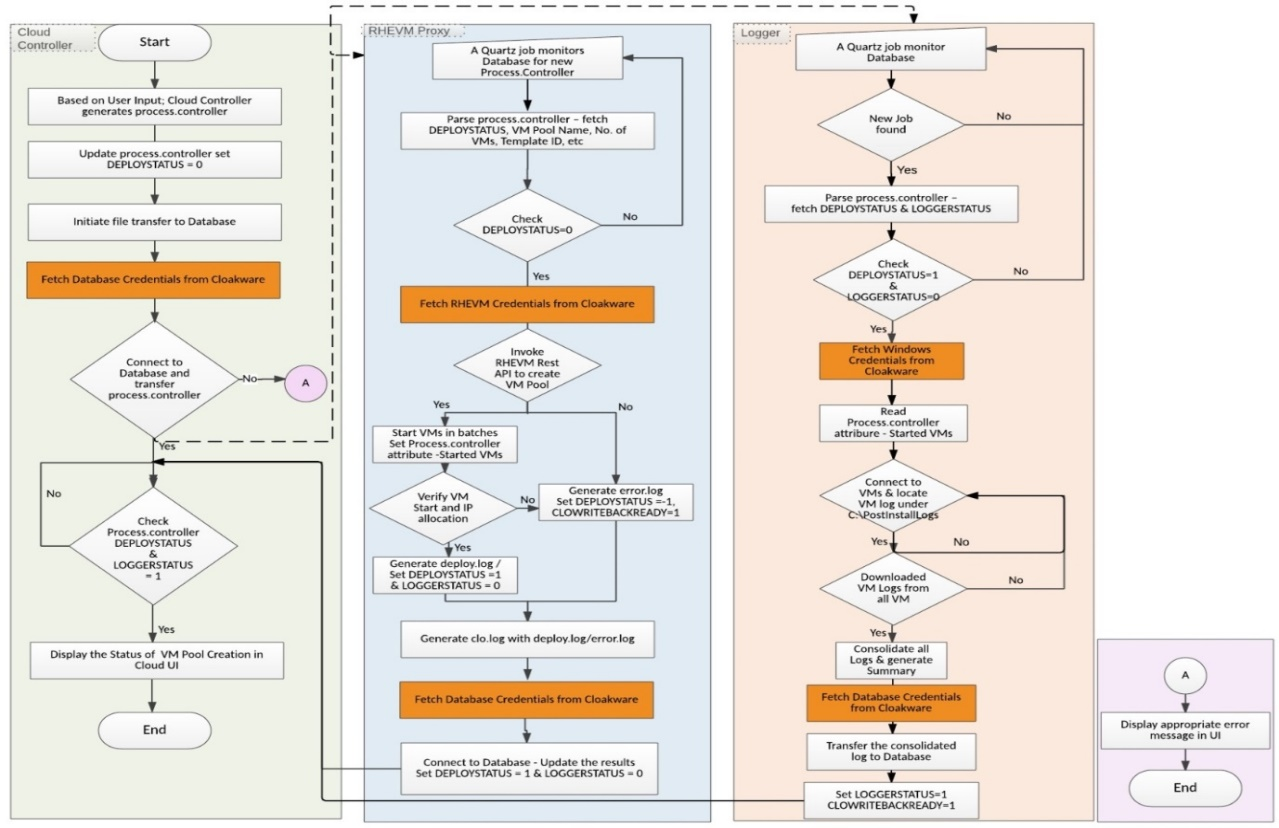 Cloud
Controller
Start
Based on User Input; Cloud Controller
generates process.controller
Update process.controller set
DEPLOYSTATUS = 0
Initiate file transfer to Database
Fetch Database Credentials from Cloakware
Connect to
Database and
transfer
process.controller
No
A
Yes
No
Check
Process.controller
DEPLOYSTATUS
&
LOGGERSTATUS
= 1
Yes
Display the Status of VM Pool Creation in
Cloud UI
End
RHEVM Proxy
A Quartz job monitors
Database for new
Process.Controller
Parse process.controller – fetch
DEPLOYSTATUS, VM Pool Name, No. of
VMs, Template ID, etc
Check
DEPLOYSTATUS=0
No
Yes
Fetch RHEVM Credentials from Cloakware
Invoke
RHEVM Rest
API to create
VM Pool
Yes
No
Start VMs in batches
Set Process.controller
attribute -Started VMs
Verify VM
Start and IP
allocation
No
Generate error.log
Set DEPLOYSTATUS =-1,
CLOWRITEBACKREADY=1
Yes
Generate deploy.log /
Set DEPLOYSTATUS =1
& LOGGERSTATUS = 0
Generate clo.log with deploy.log/error.log
Fetch Database Credentials from Cloakware
Connect to Database - Update the results
Set DEPLOYSTATUS = 1 & LOGGERSTATUS = 0
Logger
A Quartz job monitor
Database
New Job
found
No
Yes
Parse process.controller –
fetch DEPLOYSTATUS & LOGGERSTATUS
Check
DEPLOYSTATUS=1
&
LOGGERSTATUS=0
No
Yes
Fetch Windows
Credentials from
Cloakware
Read
Process.controller
attribure - Started VMs
Connect to
VMs & locate
VM log under
C:\PostInstallLogs
Yes
No
Downloaded
VM Logs from
all VM
No
Yes
Consolidate all
Logs & generate
Summary
Fetch Database Credentials
from Cloakware
Transfer the consolidated
log to Database
Set LOGGERSTATUS=1
CLOWRITEBACKREADY=1
A
Display appropriate error
message in UI
End